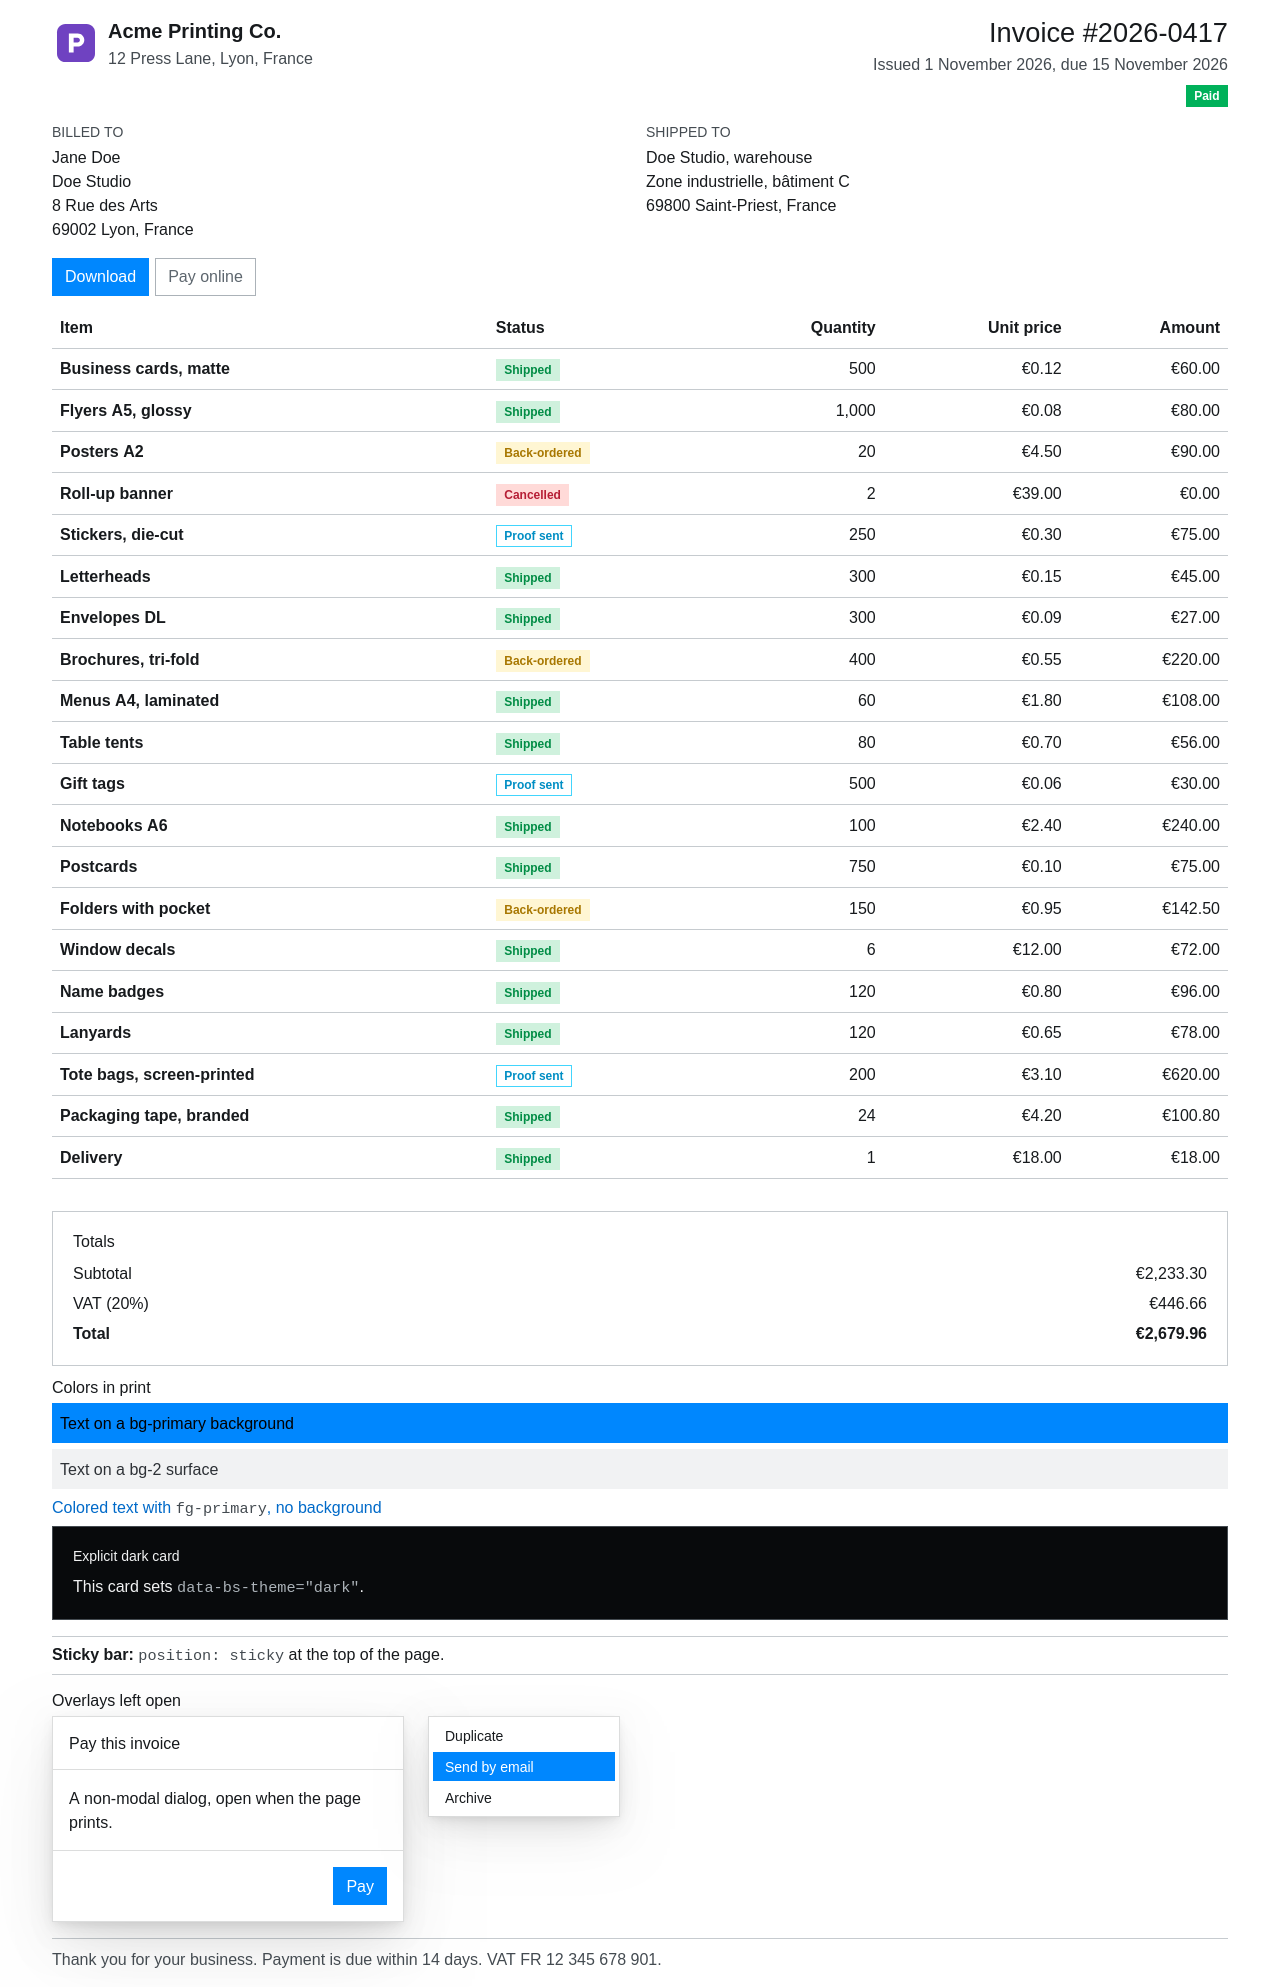 P
Acme Printing Co.
12 Press Lane, Lyon, France
Invoice #2026-0417
Issued 1 November 2026, due 15 November 2026
Paid
BILLED TO
Jane Doe
Doe Studio
8 Rue des Arts
69002 Lyon, France
SHIPPED TO
Doe Studio, warehouse
Zone industrielle, bâtiment C
69800 Saint-Priest, France
Download Pay online
Item Status Quantity Unit price Amount
Business cards, matte Shipped 500 €0.12 €60.00
Flyers A5, glossy Shipped 1,000 €0.08 €80.00
Posters A2 Back-ordered 20 €4.50 €90.00
Roll-up banner Cancelled 2 €39.00 €0.00
Stickers, die-cut Proof sent 250 €0.30 €75.00
Letterheads Shipped 300 €0.15 €45.00
Envelopes DL Shipped 300 €0.09 €27.00
Brochures, tri-fold Back-ordered 400 €0.55 €220.00
Menus A4, laminated Shipped 60 €1.80 €108.00
Table tents Shipped 80 €0.70 €56.00
Gift tags Proof sent 500 €0.06 €30.00
Notebooks A6 Shipped 100 €2.40 €240.00
Postcards Shipped 750 €0.10 €75.00
Folders with pocket Back-ordered 150 €0.95 €142.50
Window decals Shipped 6 €12.00 €72.00
Name badges Shipped 120 €0.80 €96.00
Lanyards Shipped 120 €0.65 €78.00
Tote bags, screen-printed Proof sent 200 €3.10 €620.00
Packaging tape, branded Shipped 24 €4.20 €100.80
Delivery Shipped 1 €18.00 €18.00
Totals
Subtotal €2,233.30
VAT (20%) €446.66
Total €2,679.96
Colors in print
Text on a bg-primary background
Text on a bg-2 surface
Colored text with fg-primary, no background
Explicit dark card
This card sets data-bs-theme="dark".
Sticky bar: position: sticky at the top of the page.
Overlays left open
Pay this invoice
A non-modal dialog, open when the page
prints.
Pay
Duplicate
Send by email
Archive
Thank you for your business. Payment is due within 14 days. VAT FR 12 345 678 901.